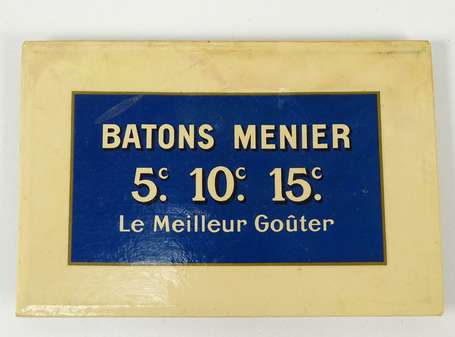 BATONS MENIER
5c. 10c. 15c.
Le Meilleur Goûter